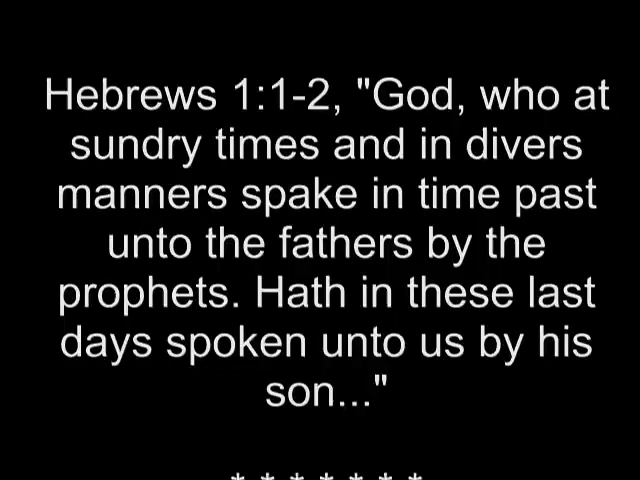 Hebrews 1:1-2, "God, who at
sundry times and in divers
manners spake in time past
unto the fathers by the
prophets. Hath in these last
days spoken unto us by his
son..."
* * * * * * *